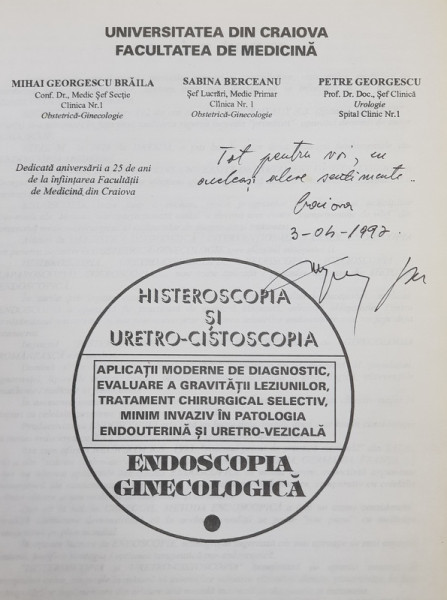 UNIVERSITATEA DIN CRAIOVA
FACULTATEA DE MEDICINĂ
MIHAI GEORGESCU BRĂILA
Conf. Dr., Medic Şef Secţie
Clinica Nr.1
Obstetrică-Ginecologie
SABINA BERCEANU
Şef Lucrări, Medic Primar
Clinica Nr. 1
Obstetrică-Ginecologie
PETRE GEORGESCU
Prof. Dr. Doc., Şef Clinică
Urologie
Spital Clinic Nr.1
Dedicată aniversării a 25 de ani
de la înfiinţarea Facultăţii
de Medicină din Craiova
Tot pentru voi, cu
aceleaşi alese sentimente..
Craiova
3-04-1997.
HISTEROSCOPIA
ŞI
URETRO-CISTOSCOPIA
APLICAŢII MODERNE DE DIAGNOSTIC,
EVALUARE A GRAVITĂŢII LEZIUNILOR,
TRATAMENT CHIRURGICAL SELECTIV,
MINIM INVAZIV ÎN PATOLOGIA
ENDOUTERINĂ ŞI URETRO-VEZICALĂ
ENDOSCOPIA
GINECOLOGICĂ